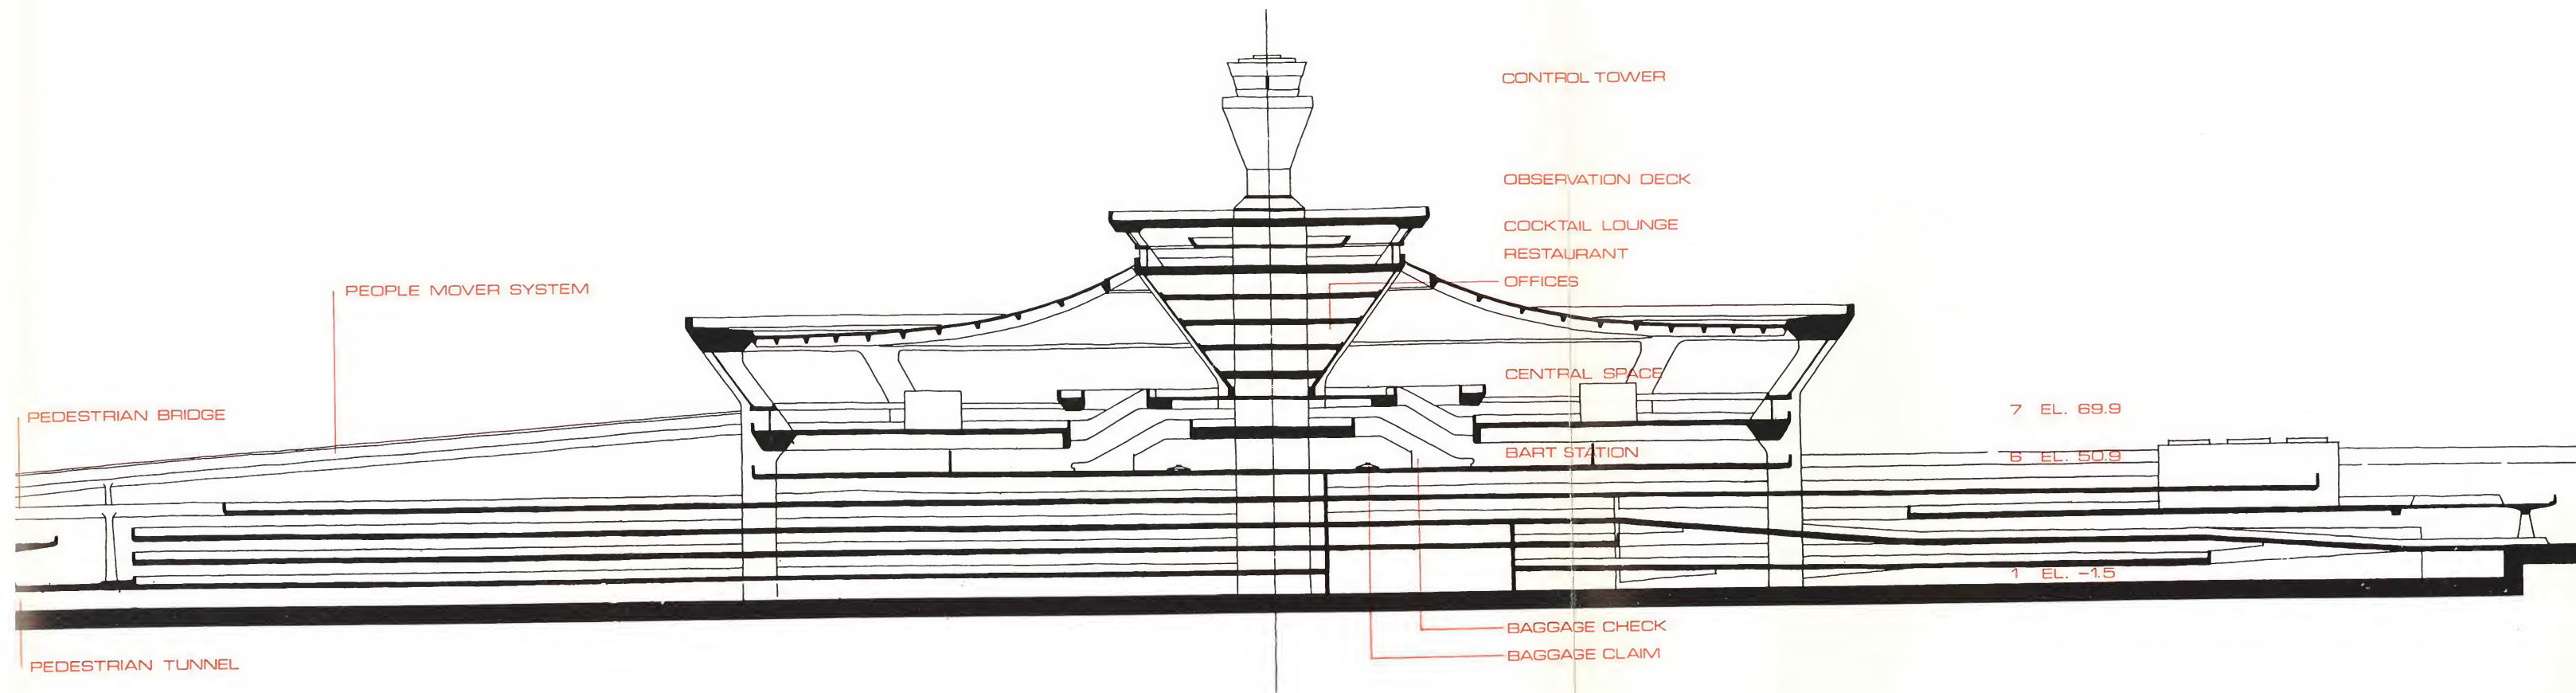 CONTROL TOWER
OBSERVATION DECK
COCKTAIL LOUNGE
RESTAURANT
OFFICES
PEOPLE MOVER SYSTEM
CENTRAL SPACE
PEDESTRIAN BRIDGE
7 EL. 69.9
BART STATION
6 EL. 50.9
1 EL. -1.5
BAGGAGE CHECK
BAGGAGE CLAIM
PEDESTRIAN TUNNEL